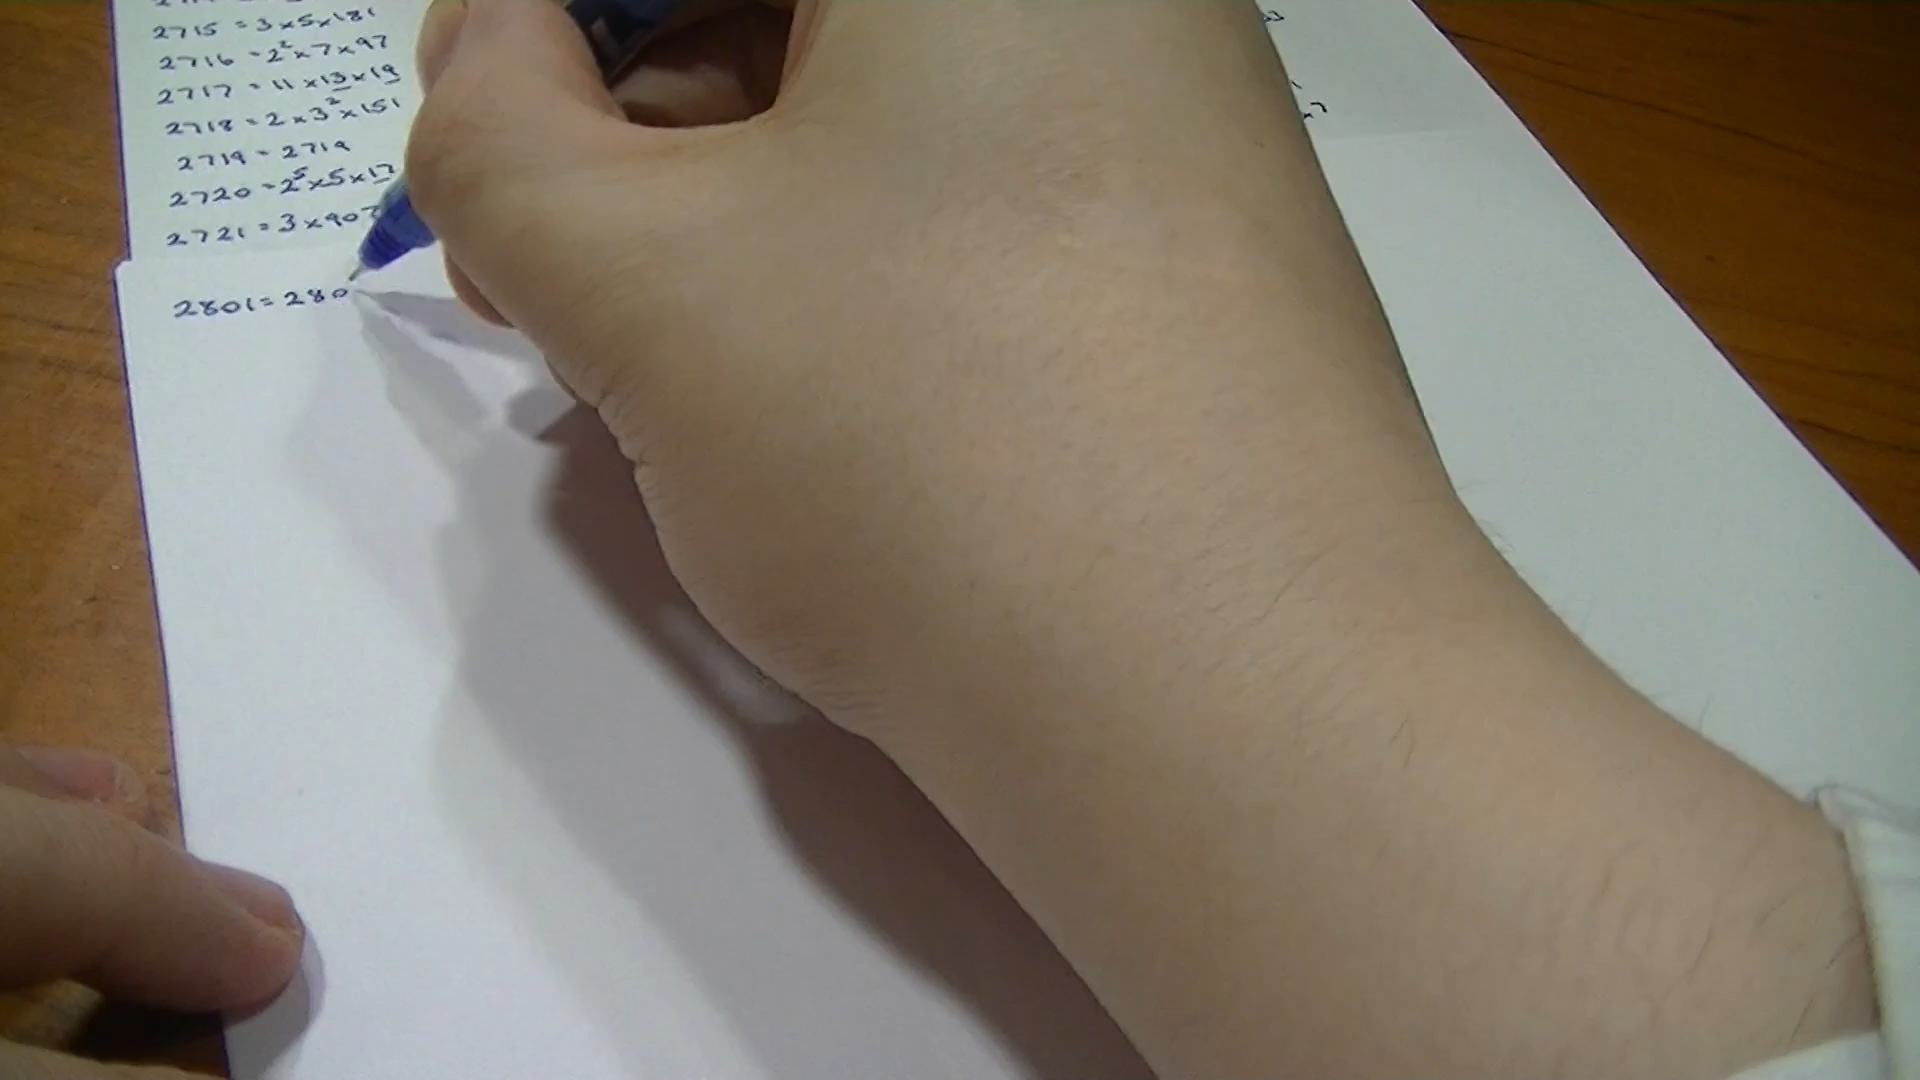 2715 = 3 x 5 x 181
2716 = 2² x 7 x 97
2717 = 11 x 13 x 19
2718 = 2 x 3² x 151
2719 = 2719
2720 = 2⁵ x 5 x 17
2721 = 3 x 907
2801 = 280